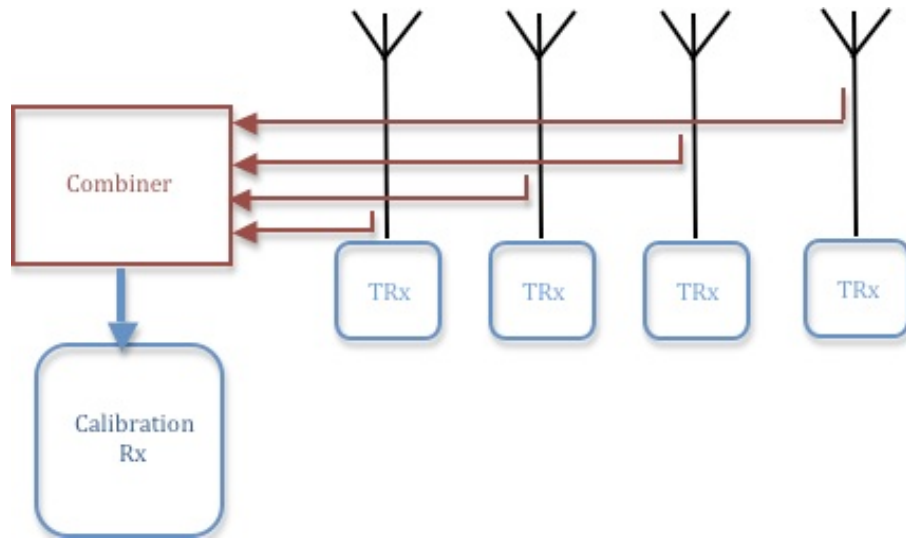 Combiner
TRx
TRx
TRx
TRx
Calibration
Rx